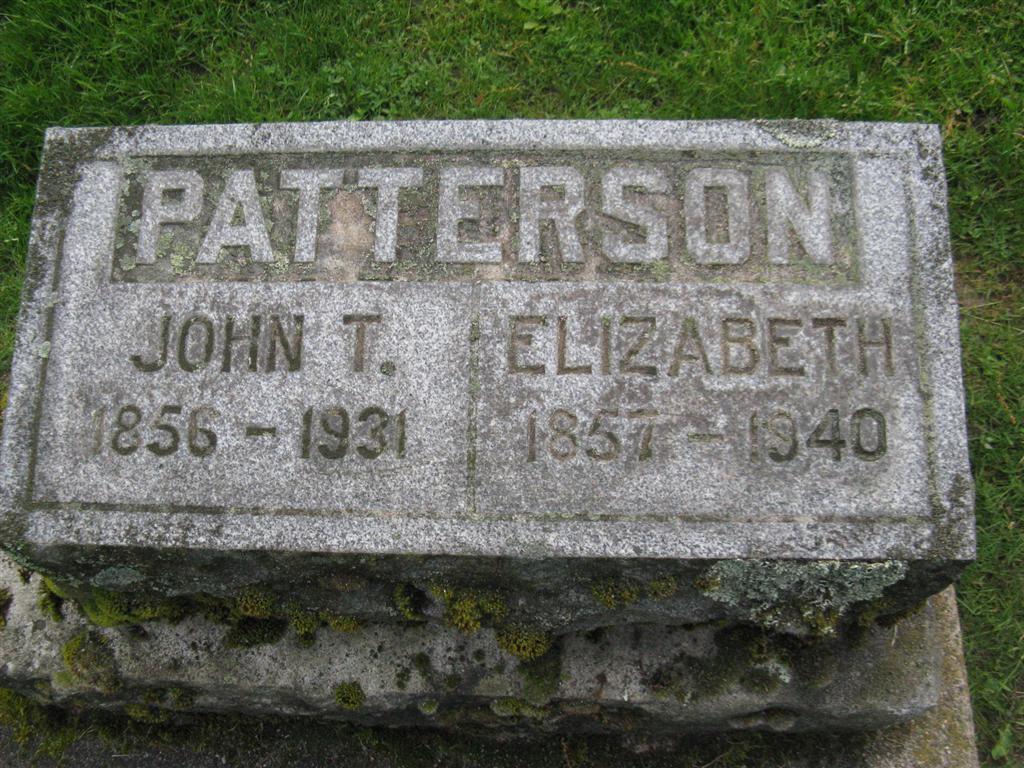 PATTERSON
JOHN T.
1856 - 1931
ELIZABETH
1857 - 1940